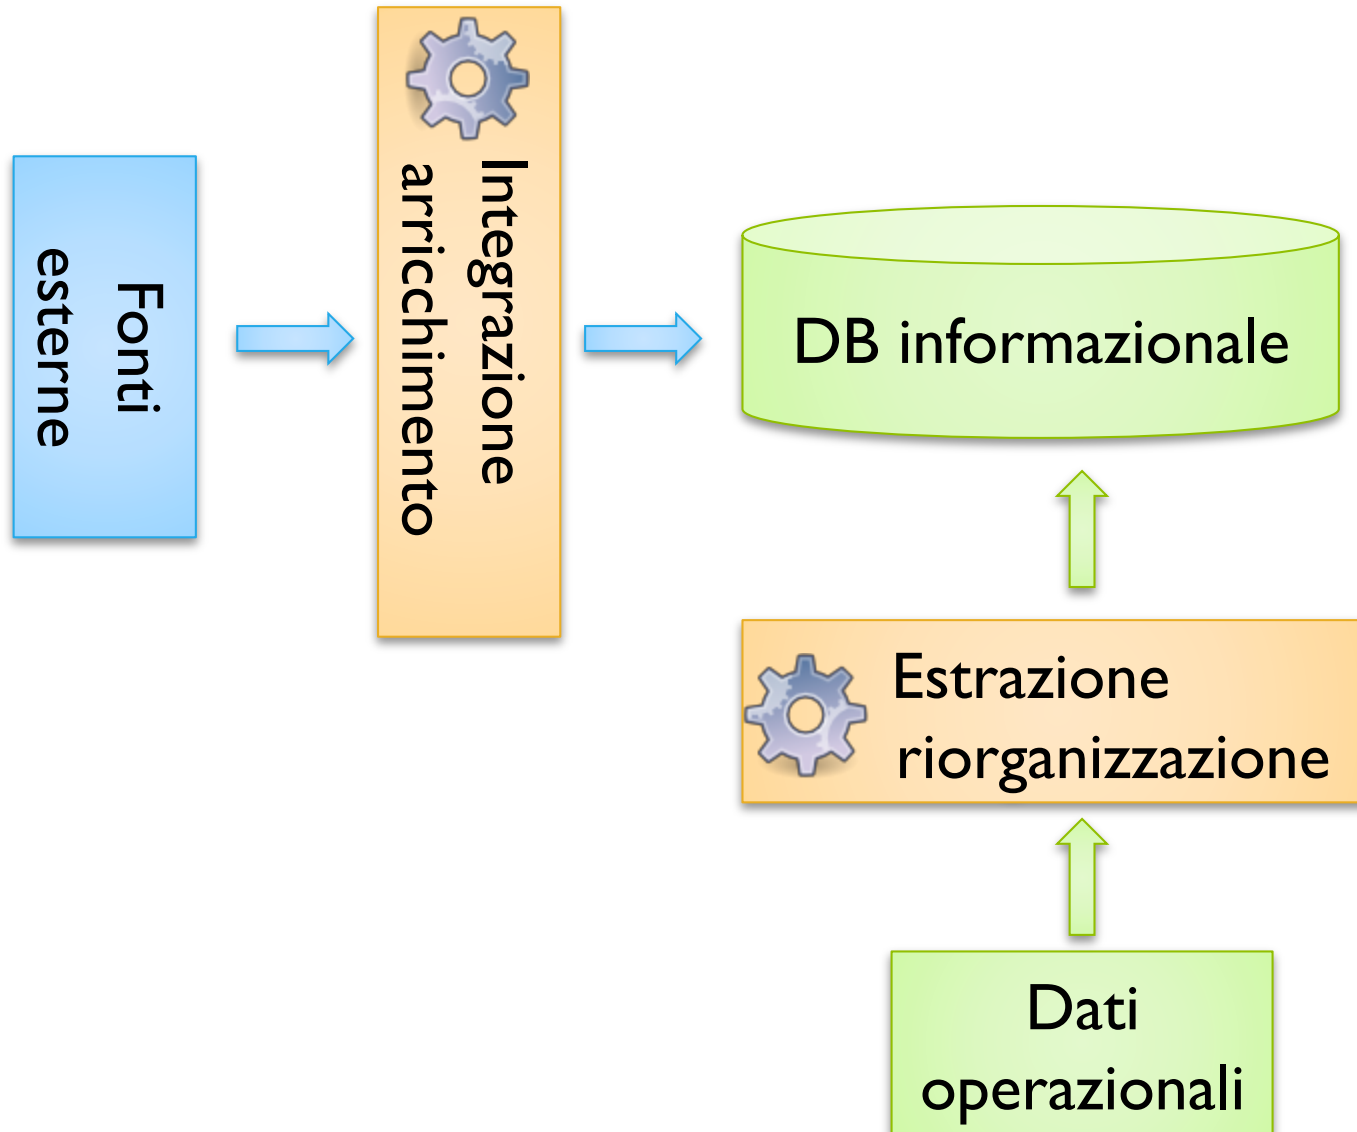 Fonti
esterne
Integrazione
arricchimento
DB informazionale
Estrazione
riorganizzazione
Dati
operazionali